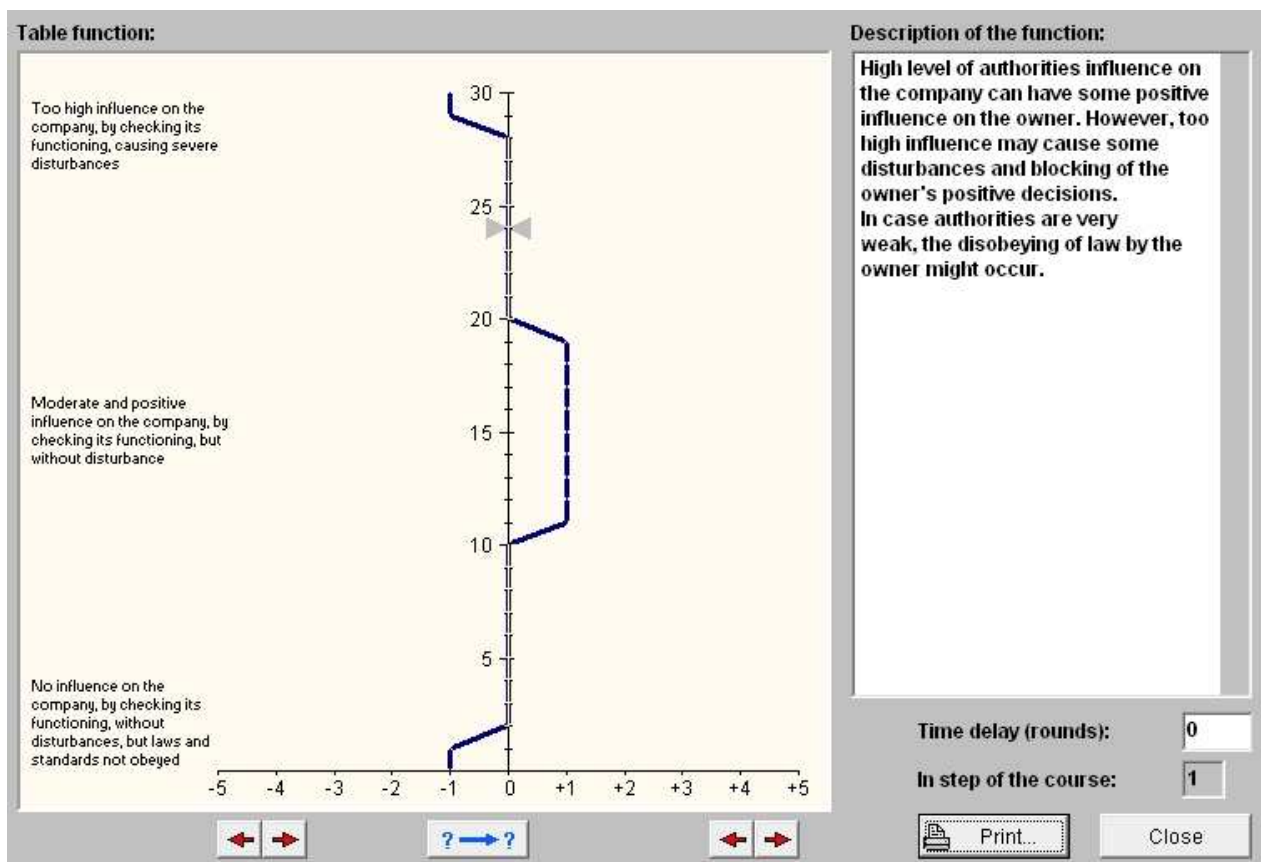 Table function:
Description of the function:
Too high influence on the
company, by checking its
functioning, causing severe
disturbances
Moderate and positive
influence on the company, by
checking its functioning, but
without disturbance
No influence on the
company, by checking its
functioning, without
disturbances, but laws and
standards not obeyed
30
25
20
15
10
5
-5 -4 -3 -2 -1 0 +1 +2 +3 +4 +5
? ?
High level of authorities influence on
the company can have some positive
influence on the owner. However, too
high influence may cause some
disturbances and blocking of the
owner's positive decisions.
In case authorities are very
weak, the disobeying of law by the
owner might occur.
Time delay (rounds): 0
In step of the course: 1
Print... Close